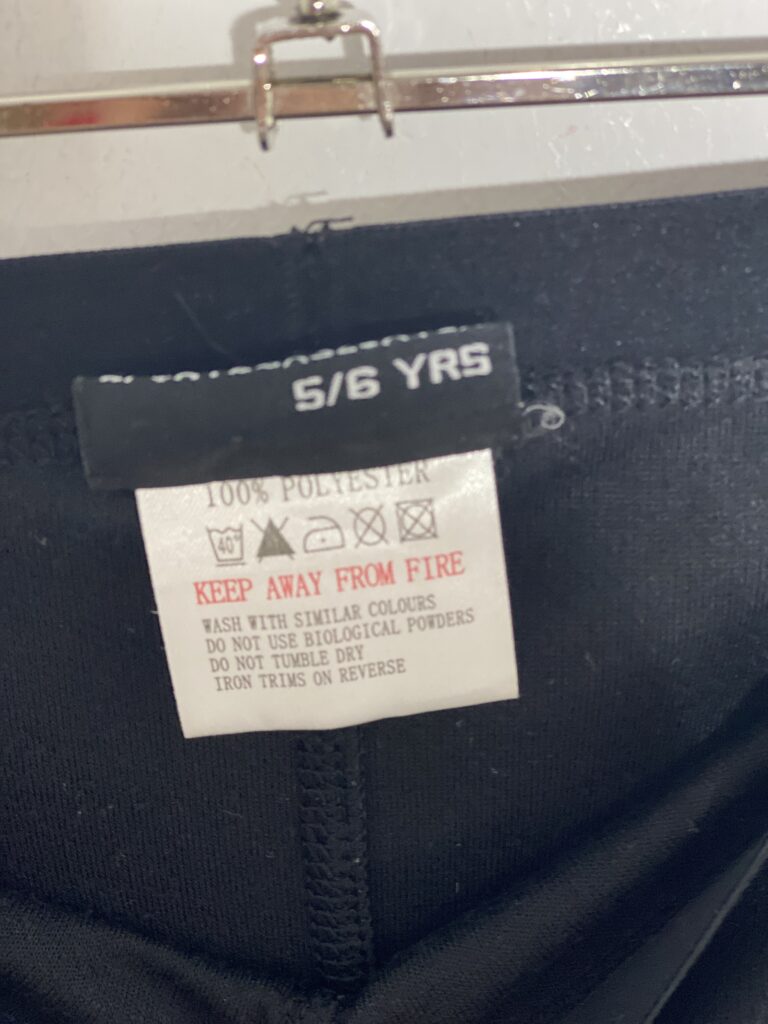 5/6 YRS
100% POLYESTER
40°
KEEP AWAY FROM FIRE
WASH WITH SIMILAR COLOURS
DO NOT USE BIOLOGICAL POWDERS
DO NOT TUMBLE DRY
IRON TRIMS ON REVERSE